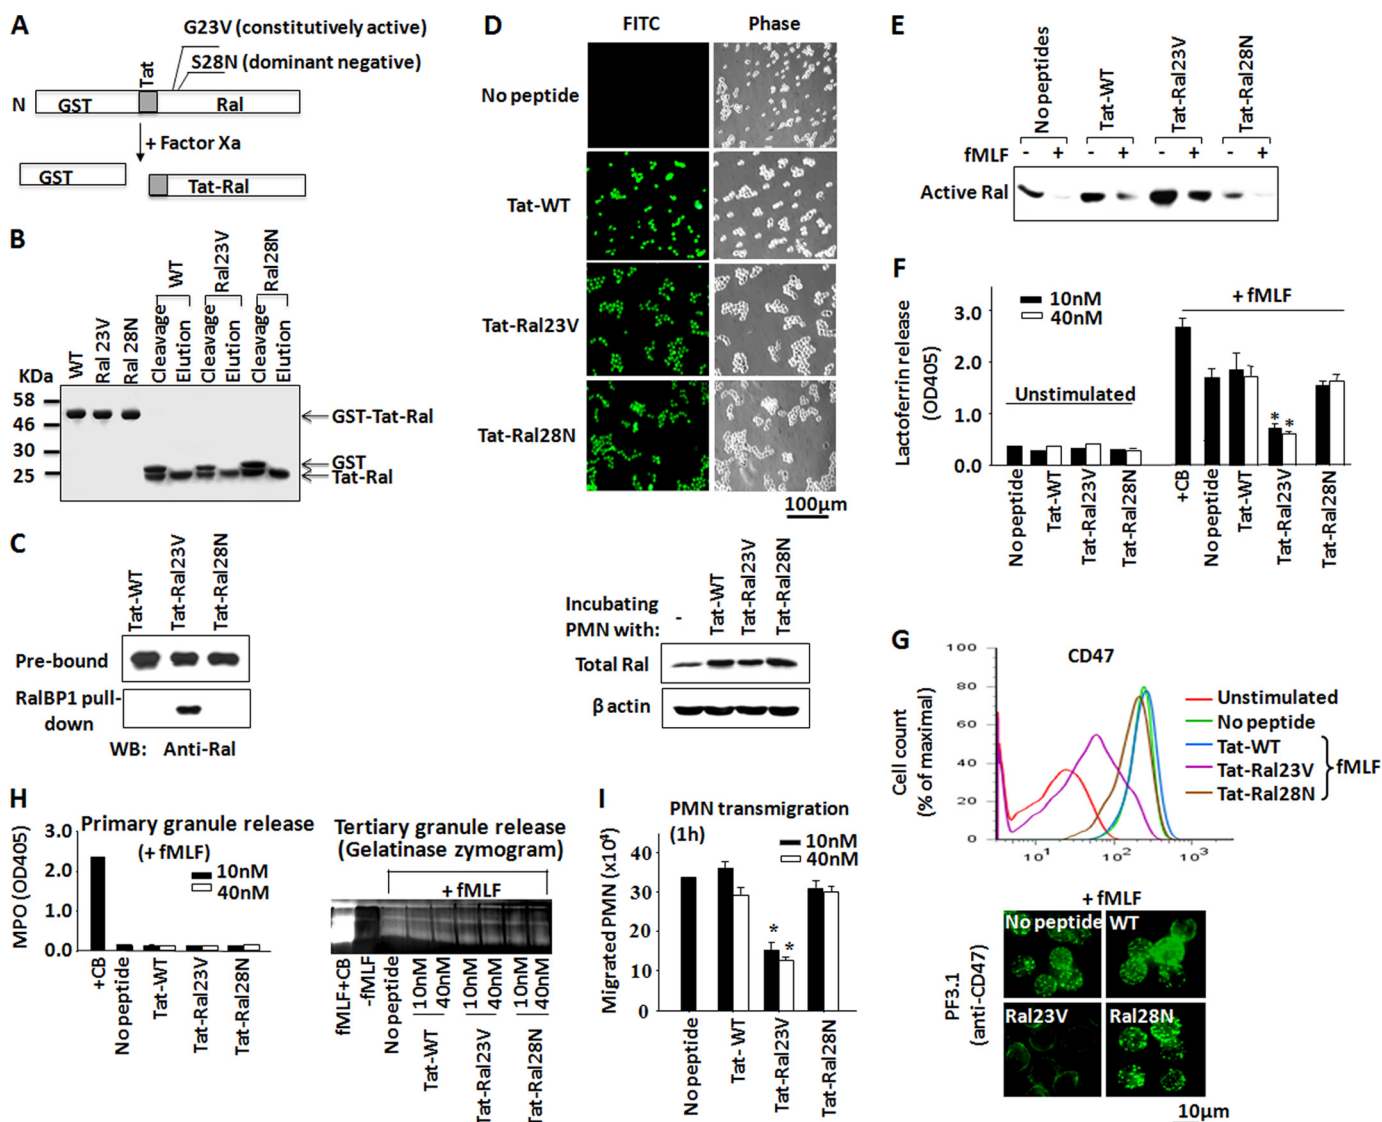 A
G23V (constitutively active)
S28N (dominant negative)
Tat
N
GST
Ral
+ Factor Xa
GST
Tat-Ral
B
WT
Ral23V
Ral28N
WT
Ral 23V
Ral 28N
Cleavage
Elution
Cleavage
Elution
Cleavage
Elution
KDa
58
46
30
25
GST-Tat-Ral
GST
Tat-Ral
C
Tat-WT
Tat-Ral23V
Tat-Ral28N
Pre-bound
RalBP1 pull-
down
WB: Anti-Ral
D
FITC
Phase
No peptide
Tat-WT
Tat-Ral23V
Tat-Ral28N
100μm
Incubating
PMN with:
-
Tat-WT
Tat-Ral23V
Tat-Ral28N
Total Ral
β actin
E
No peptides
Tat-WT
Tat-Ral23V
Tat-Ral28N
fMLF - + - + - + - +
Active Ral
F
Lactoferrin release
(OD405)
3.0
2.0
1.0
0.0
10nM
40nM
Unstimulated
+ fMLF
* *
No peptide
Tat-WT
Tat-Ral23V
Tat-Ral28N
+CB
No peptide
Tat-WT
Tat-Ral23V
Tat-Ral28N
G
CD47
Cell count
(% of maximal)
100
80
60
40
20
0
10¹
10²
10³
Unstimulated
No peptide
Tat-WT
Tat-Ral23V
Tat-Ral28N
fMLF
+ fMLF
PF3.1
(anti-CD47)
No peptide
WT
Ral23V
Ral28N
10μm
H
Primary granule release
(+ fMLF)
MPO (OD405)
3.0
2.0
1.0
0.0
10nM
40nM
+CB
No peptide
Tat-WT
Tat-Ral23V
Tat-Ral28N
Tertiary granule release
(Gelatinase zymogram)
+ fMLF
fMLF+CB
-fMLF
No peptide
10nM
40nM
10nM
40nM
10nM
40nM
Tat-WT
Tat-Ral23V
Tat-Ral28N
I
PMN transmigration
(1h)
10nM
40nM
Migrated PMN (x10⁴)
40
30
20
10
0
* *
No peptide
Tat- WT
Tat-Ral23V
Tat-Ral28N